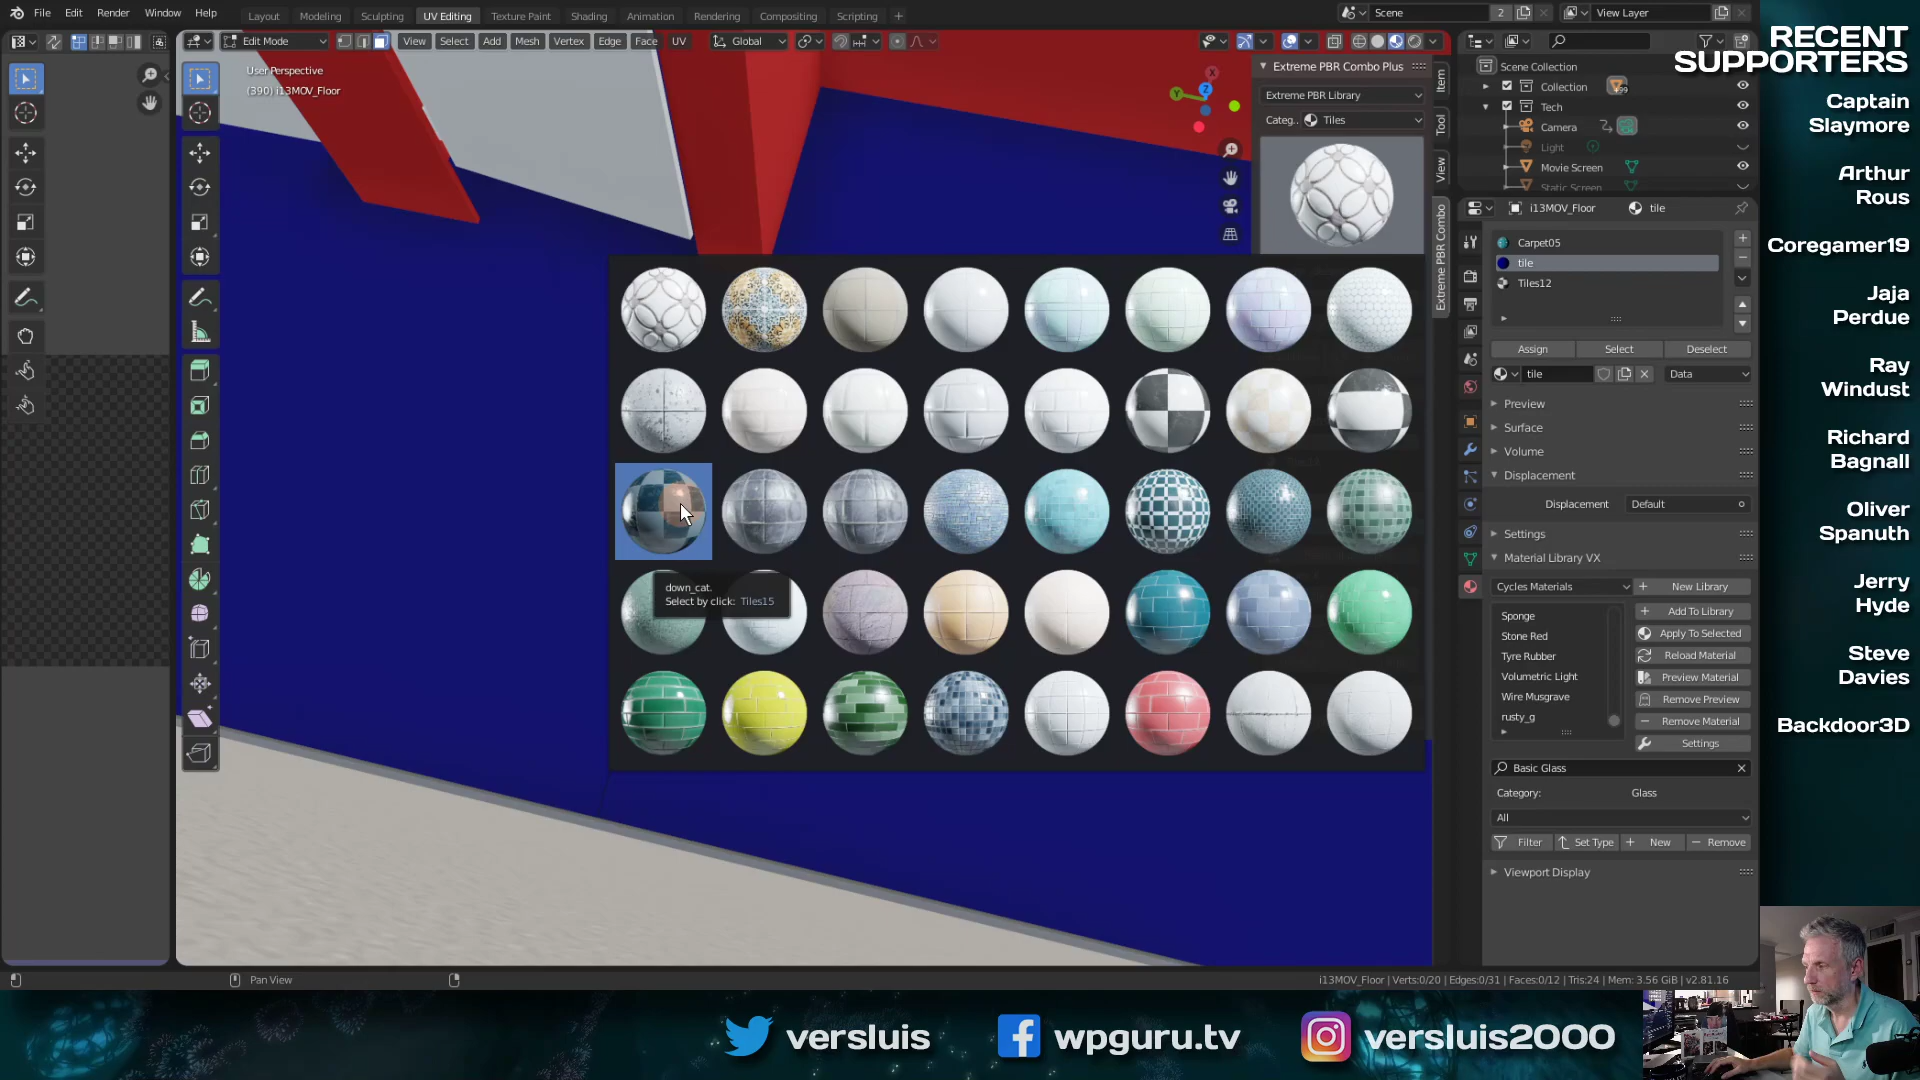 File Edit Render Window Help
Layout Modeling Sculpting UV Editing Texture Paint Shading Animation Rendering Compositing Scripting +
Scene 2 View Layer
Edit Mode View Select Add Mesh Vertex Edge Face UV Global
User Perspective
(390) i13MOV_Floor
Extreme PBR Combo Plus
Extreme PBR Library
Categ.. Tiles
Item
Tool
View
Extreme PBR Combo
X
Y
Z
down_cat.
Select by click: Tiles15
Scene Collection
Collection
Tech
Camera
Light
Movie Screen
Static Screen
i13MOV_Floor tile
Carpet05
tile
Tiles12
Assign Select Deselect
tile Data
Preview
Surface
Volume
Displacement
Displacement Default
Settings
Material Library VX
Cycles Materials New Library
Sponge
Stone Red
Tyre Rubber
Volumetric Light
Wire Musgrave
rusty_g
Add To Library
Apply To Selected
Reload Material
Preview Material
Remove Preview
Remove Material
Settings
Basic Glass
Category: Glass
All
Filter Set Type New Remove
Viewport Display
Pan View
i13MOV_Floor | Verts:0/20 | Edges:0/31 | Faces:0/12 | Tris:24 | Mem: 3.56 GiB | v2.81.16
RECENT
SUPPORTERS
Captain
Slaymore
Arthur
Rous
Coregamer19
Jaja
Perdue
Ray
Windust
Richard
Bagnall
Oliver
Spanuth
Jerry
Hyde
Steve
Davies
Backdoor3D
versluis wpguru.tv versluis2000